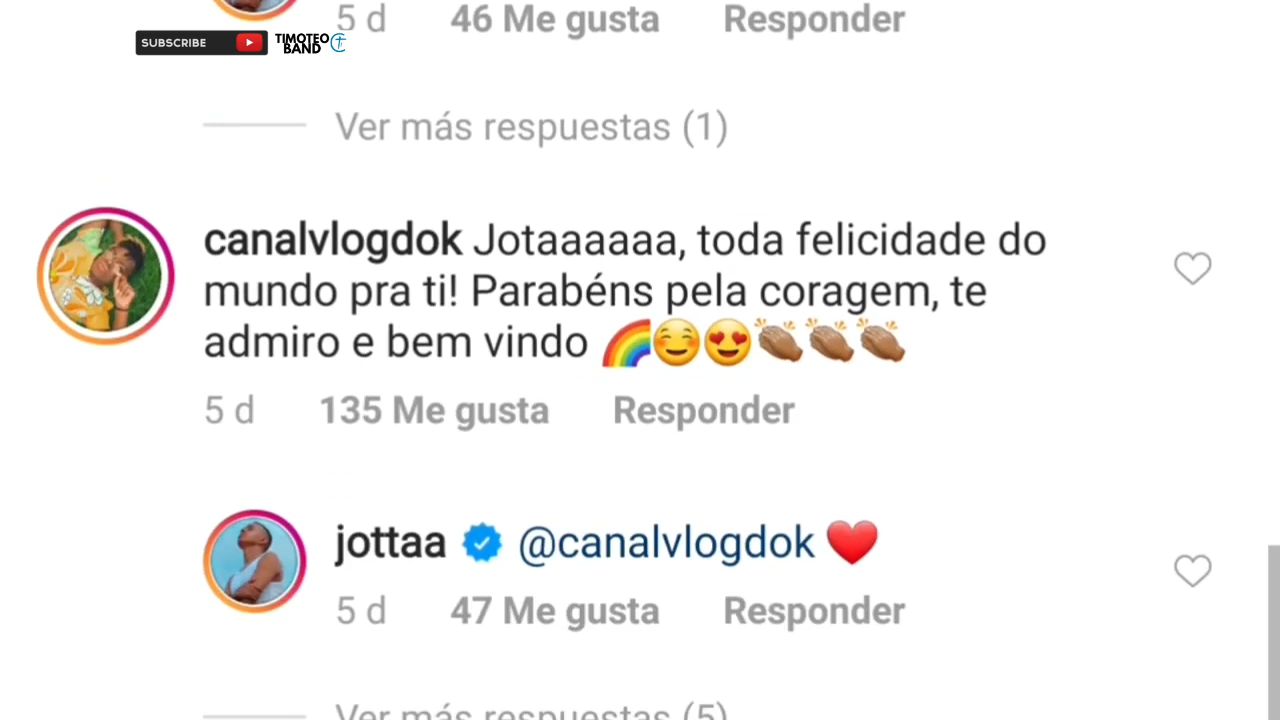 5 d 46 Me gusta Responder
SUBSCRIBE
TIMOTEO
BAND
Ver más respuestas (1)
canalvlogdok Jotaaaaaa, toda felicidade do
mundo pra ti! Parabéns pela coragem, te
admiro e bem vindo 🌈☺️😍👏🏽👏🏽👏🏽
5 d 135 Me gusta Responder
jottaa @canalvlogdok ❤️
5 d 47 Me gusta Responder
Ver más respuestas (5)